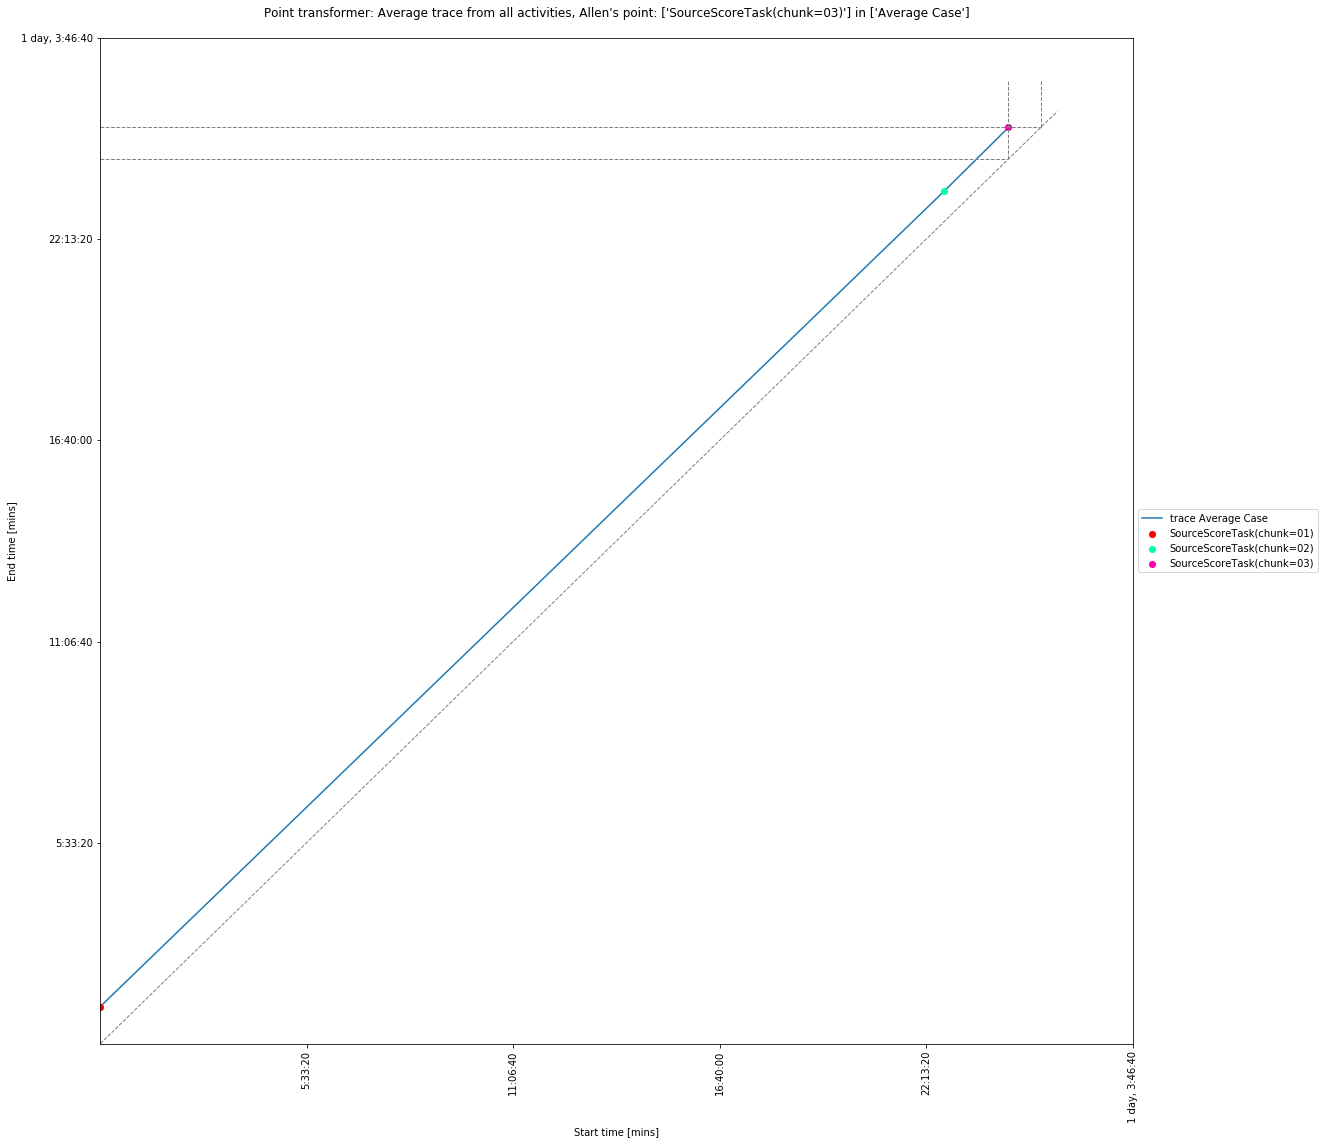 Point transformer: Average trace from all activities, Allen's point: ['SourceScoreTask(chunk=03)'] in ['Average Case']
1 day, 3:46:40
22:13:20
16:40:00
11:06:40
5:33:20
End time [mins]
5:33:20
11:06:40
16:40:00
22:13:20
1 day, 3:46:40
Start time [mins]
trace Average Case
SourceScoreTask(chunk=01)
SourceScoreTask(chunk=02)
SourceScoreTask(chunk=03)